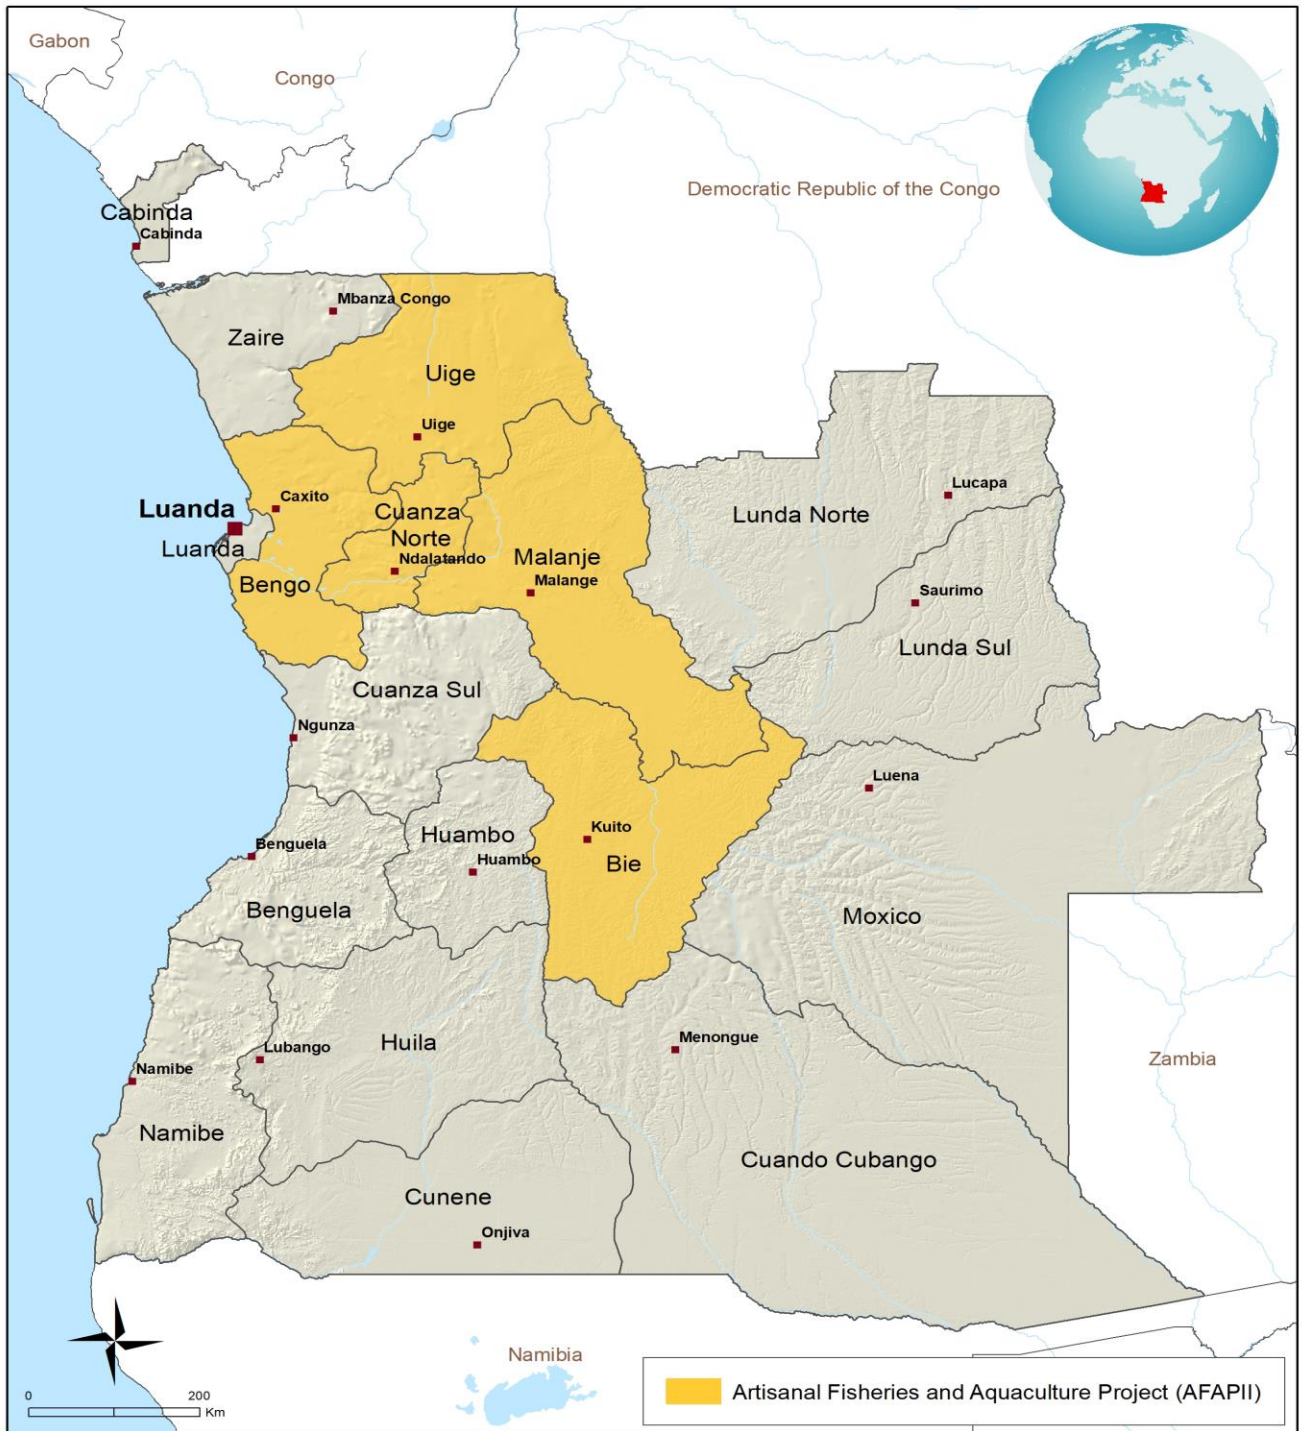 Gabon
Congo
Democratic Republic of the Congo
Cabinda
Cabinda
Mbanza Congo
Zaire
Uige
Uige
Caxito
Lucapa
Luanda
Cuanza
Norte
Lunda Norte
Luanda
Ndalatando
Malanje
Malange
Bengo
Saurimo
Lunda Sul
Cuanza Sul
Ngunza
Luena
Huambo
Kuito
Benguela
Huambo
Bie
Benguela
Moxico
Menongue
Huila
Lubango
Zambia
Namibe
Namibe
Cuando Cubango
Cunene
Onjiva
Namibia
0 200
Km
Artisanal Fisheries and Aquaculture Project (AFAPII)